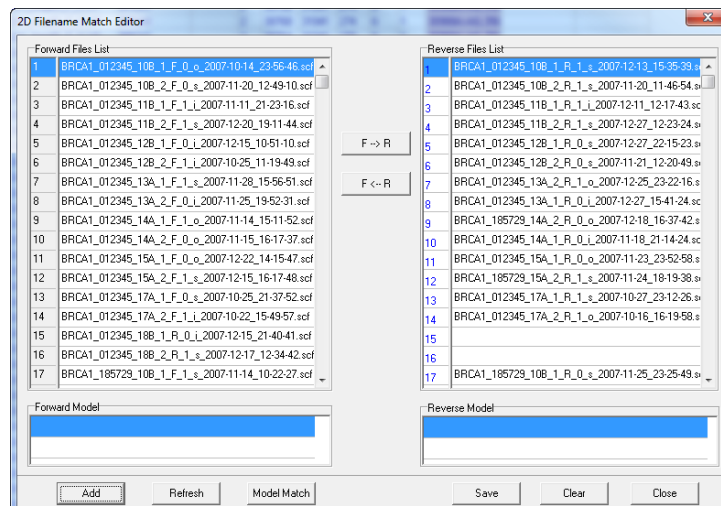 2D Filename Match Editor
Forward Files List
1 BRCA1_012345_10B_1_F_0_o_2007-10-14_23-56-46.scf
2 BRCA1_012345_10B_2_F_0_s_2007-11-20_12-49-10.scf
3 BRCA1_012345_11B_1_F_1_i_2007-11-11_21-23-16.scf
4 BRCA1_012345_11B_2_F_1_s_2007-12-20_19-11-44.scf
5 BRCA1_012345_12B_1_F_0_i_2007-12-15_10-51-10.scf
6 BRCA1_012345_12B_2_F_1_i_2007-10-25_11-19-49.scf
7 BRCA1_012345_13A_1_F_1_s_2007-11-28_15-56-51.scf
8 BRCA1_012345_13A_2_F_0_i_2007-11-25_19-52-31.scf
9 BRCA1_012345_14A_1_F_1_o_2007-11-14_15-11-52.scf
10 BRCA1_012345_14A_2_F_0_o_2007-11-15_16-17-37.scf
11 BRCA1_012345_15A_1_F_0_o_2007-12-22_14-15-47.scf
12 BRCA1_012345_15A_2_F_1_s_2007-12-15_16-17-48.scf
13 BRCA1_012345_17A_1_F_0_s_2007-10-25_21-37-52.scf
14 BRCA1_012345_17A_2_F_1_i_2007-10-22_15-49-57.scf
15 BRCA1_012345_18B_1_R_0_i_2007-12-15_21-40-41.scf
16 BRCA1_012345_18B_2_R_1_s_2007-12-17_12-34-42.scf
17 BRCA1_185729_10B_1_F_1_s_2007-11-14_10-22-27.scf
F --> R
F <-- R
Reverse Files List
1 BRCA1_012345_10B_1_R_1_s_2007-12-13_15-35-39.s
2 BRCA1_012345_10B_2_R_1_s_2007-11-20_11-46-54.s
3 BRCA1_012345_11B_1_R_1_i_2007-12-11_12-17-43.s
4 BRCA1_012345_11B_2_R_1_s_2007-12-27_12-23-24.s
5 BRCA1_012345_12B_1_R_0_s_2007-12-27_22-15-23.s
6 BRCA1_012345_12B_2_R_0_s_2007-11-21_12-20-49.s
7 BRCA1_012345_13A_2_R_1_o_2007-12-25_23-22-16.s
8 BRCA1_012345_13A_1_R_0_i_2007-12-27_15-41-24.s
9 BRCA1_185729_14A_2_R_0_o_2007-12-18_16-37-42.s
10 BRCA1_012345_14A_1_R_0_i_2007-11-18_21-14-24.s
11 BRCA1_012345_15A_1_R_0_o_2007-11-23_23-52-58.s
12 BRCA1_185729_15A_2_R_1_s_2007-11-24_18-19-38.s
13 BRCA1_012345_17A_1_R_1_s_2007-10-27_23-12-26.s
14 BRCA1_012345_17A_2_R_1_o_2007-10-16_16-19-58.s
15
16
17 BRCA1_185729_10B_1_R_0_s_2007-11-25_23-25-49.s
Forward Model
Reverse Model
Add Refresh Model Match Save Clear Close